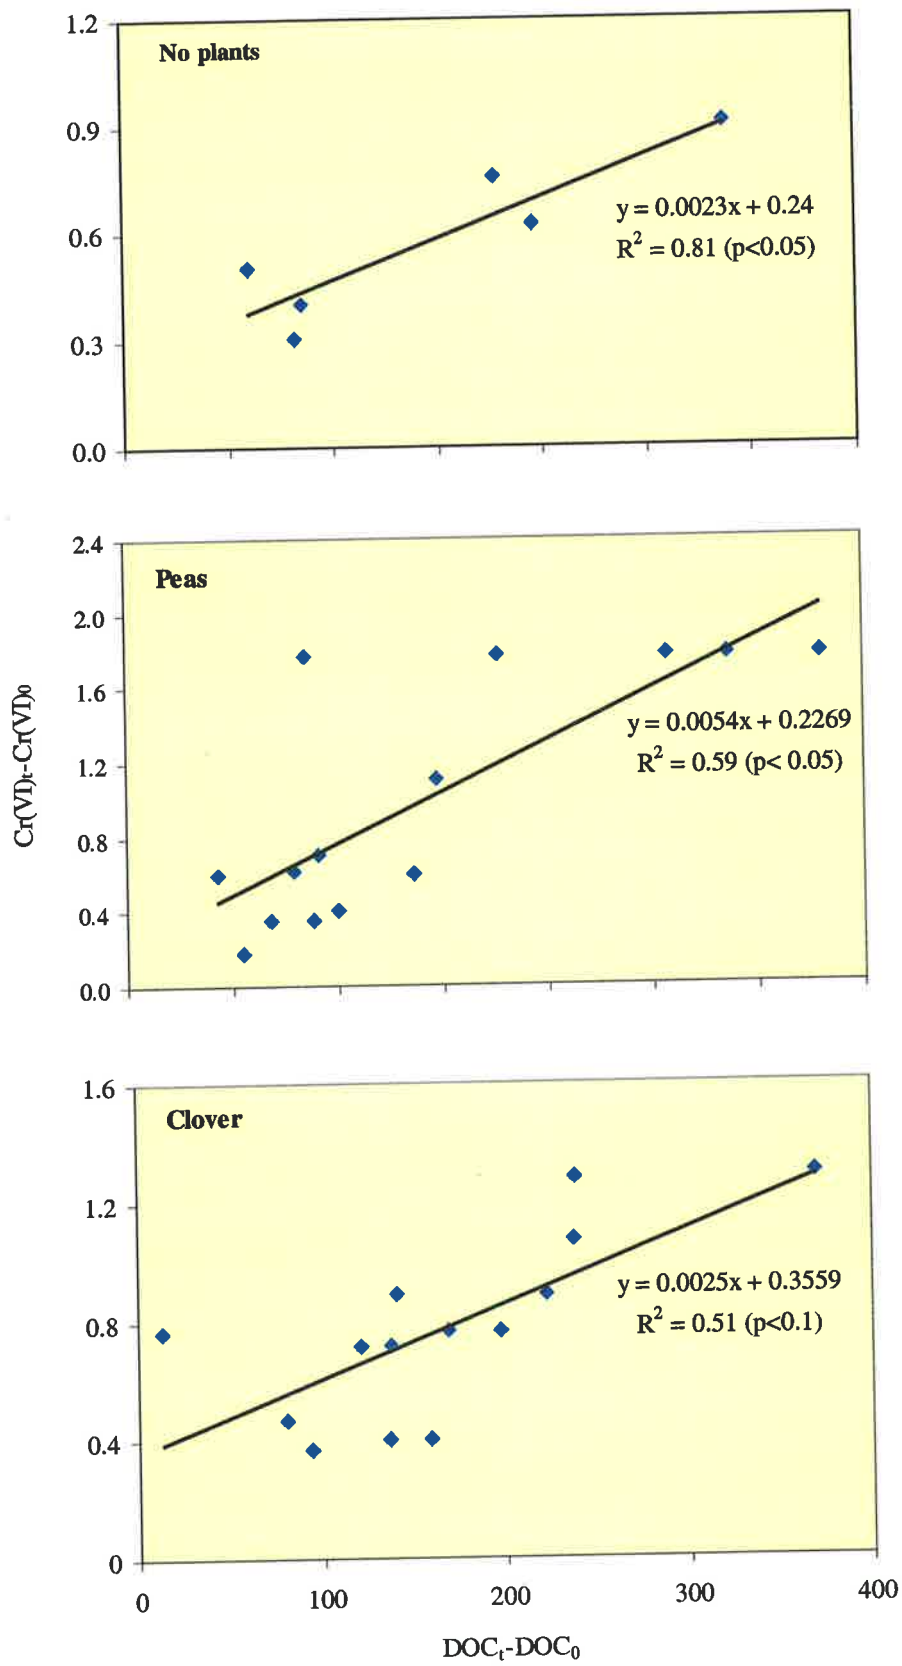 No plants
1.2
0.9
0.6
0.3
0.0
y = 0.0023x + 0.24
R² = 0.81 (p<0.05)
Peas
2.4
2.0
1.6
1.2
0.8
0.4
0.0
y = 0.0054x + 0.2269
R² = 0.59 (p< 0.05)
Cr(VI)t-Cr(VI)0
Clover
1.6
1.2
0.8
0.4
0
y = 0.0025x + 0.3559
R² = 0.51 (p<0.1)
0 100 200 300 400
DOCt-DOC0